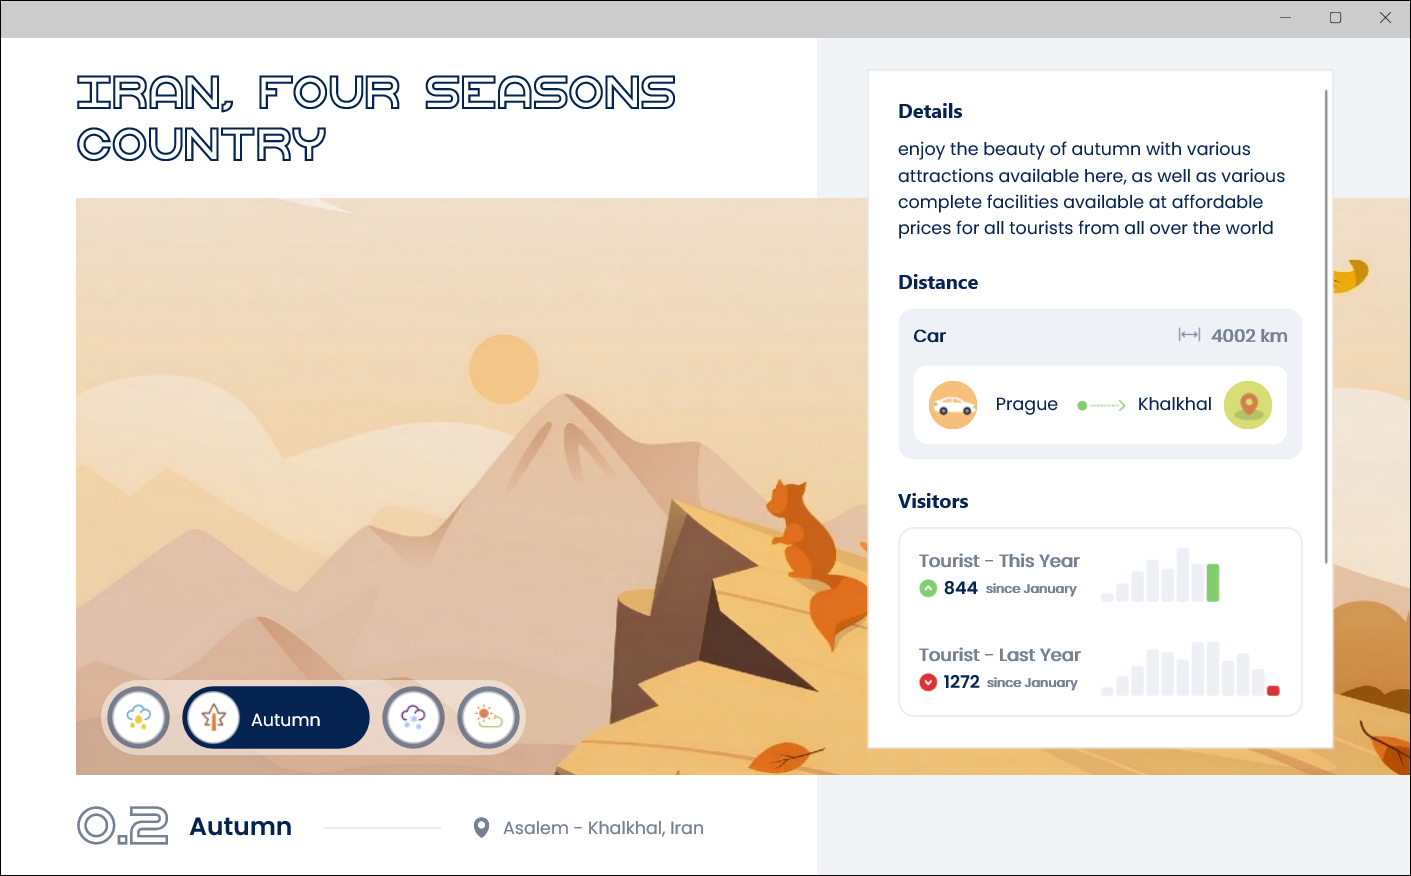 IRAN, FOUR SEASONS
COUNTRY
Details
enjoy the beauty of autumn with various
attractions available here, as well as various
complete facilities available at affordable
prices for all tourists from all over the world
Distance
Car
4002 km
Prague
Khalkhal
Visitors
Tourist - This Year
844 since January
Tourist - Last Year
1272 since January
Autumn
0.2
Autumn
Asalem - Khalkhal, Iran